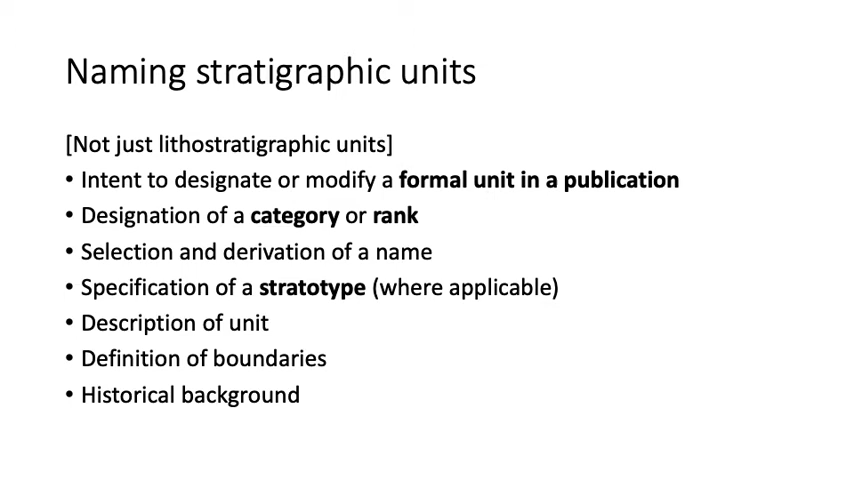 Naming stratigraphic units
[Not just lithostratigraphic units]
• Intent to designate or modify a formal unit in a publication
• Designation of a category or rank
• Selection and derivation of a name
• Specification of a stratotype (where applicable)
• Description of unit
• Definition of boundaries
• Historical background